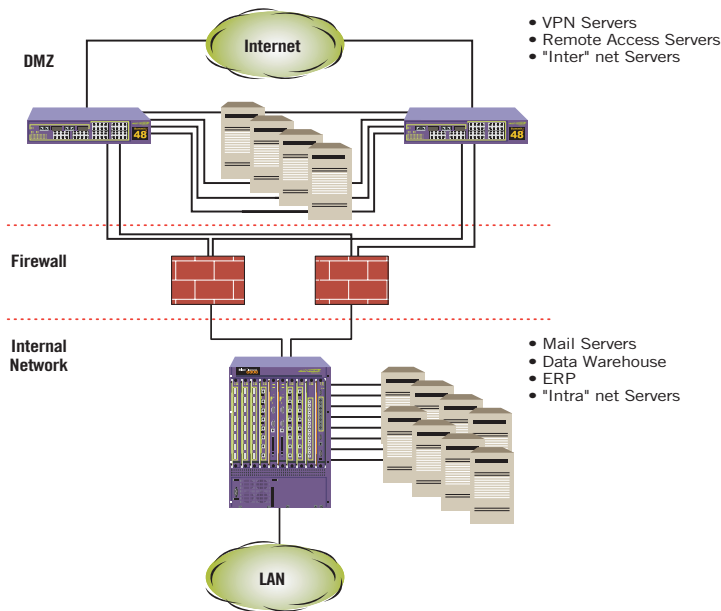 Internet
DMZ
• VPN Servers
• Remote Access Servers
• "Inter" net Servers
48
48
Firewall
Internal
Network
• Mail Servers
• Data Warehouse
• ERP
• "Intra" net Servers
LAN